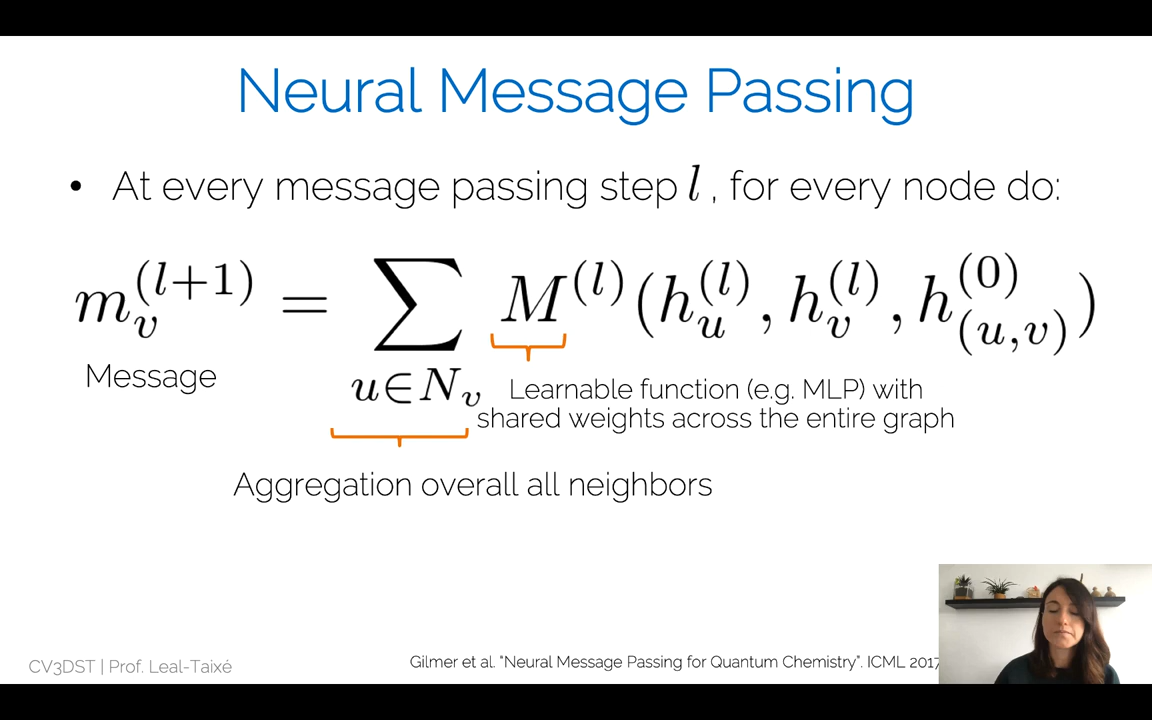 Neural Message Passing
• At every message passing step l , for every node do:
m_v^{(l+1)} = \sum_{u \in N_v} M^{(l)}(h_u^{(l)}, h_v^{(l)}, h_{(u,v)}^{(0)})
Message
Learnable function (e.g. MLP) with
shared weights across the entire graph
Aggregation overall all neighbors
CV3DST | Prof. Leal-Taixé
Gilmer et al. "Neural Message Passing for Quantum Chemistry". ICML 2017